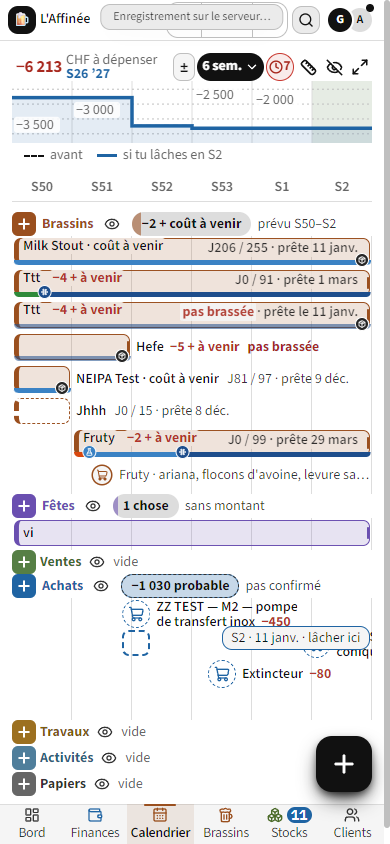 L'Affinée
Enregistrement sur le serveur…
G
A
−6 213 CHF à dépenser
S26 ’27
±
6 sem.
7
−2 500
−2 000
−3 000
−3 500
avant
si tu lâches en S2
S50 S51 S52 S53 S1 S2
Brassins
−2 + coût à venir
prévu S50–S2
Milk Stout · coût à venir
J206 / 255 · prête 11 janv.
Ttt −4 + à venir
J0 / 91 · prête 1 mars
Ttt −4 + à venir
pas brassée · prête le 11 janv.
Hefe −5 + à venir pas brassée
NEIPA Test · coût à venir J81 / 97 · prête 9 déc.
Jhhh J0 / 15 · prête 8 déc.
Fruty −2 + à venir
J0 / 99 · prête 29 mars
Fruty · ariana, flocons d'avoine, levure sa…
Fêtes
1 chose
sans montant
vi
Ventes
vide
Achats
−1 030 probable
pas confirmé
ZZ TEST — M2 — pompe
de transfert inox −450
S2 · 11 janv. · lâcher ici
Extincteur −80
Travaux
vide
Activités
vide
Papiers
vide
Bord
Finances
Calendrier
Brassins
Stocks
11
Clients